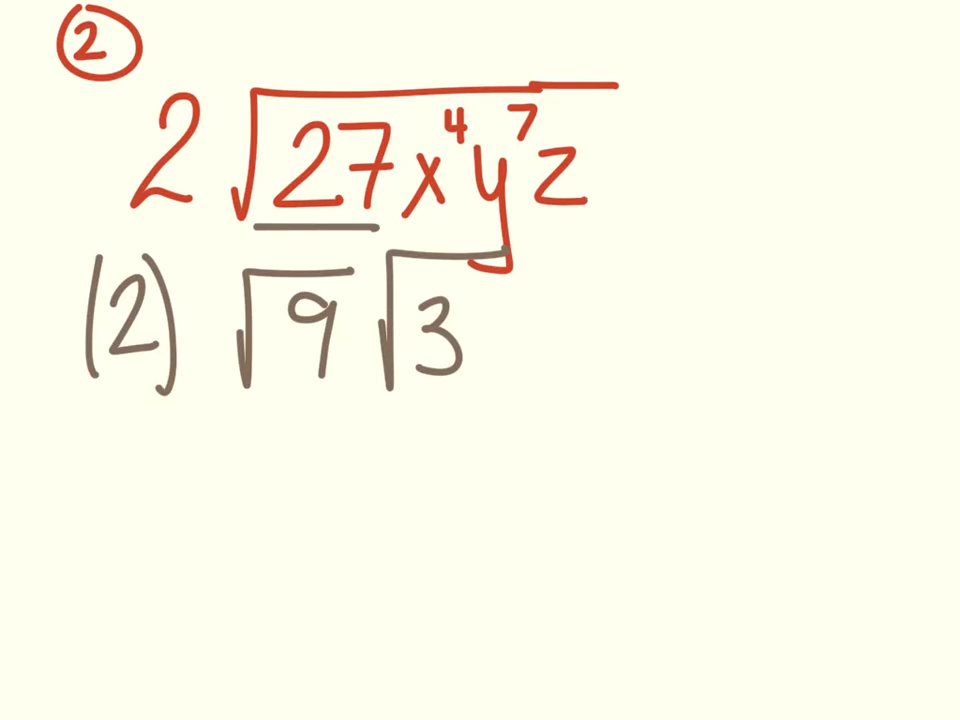 ②
2√27x⁴y⁷z
(2) √9 √3